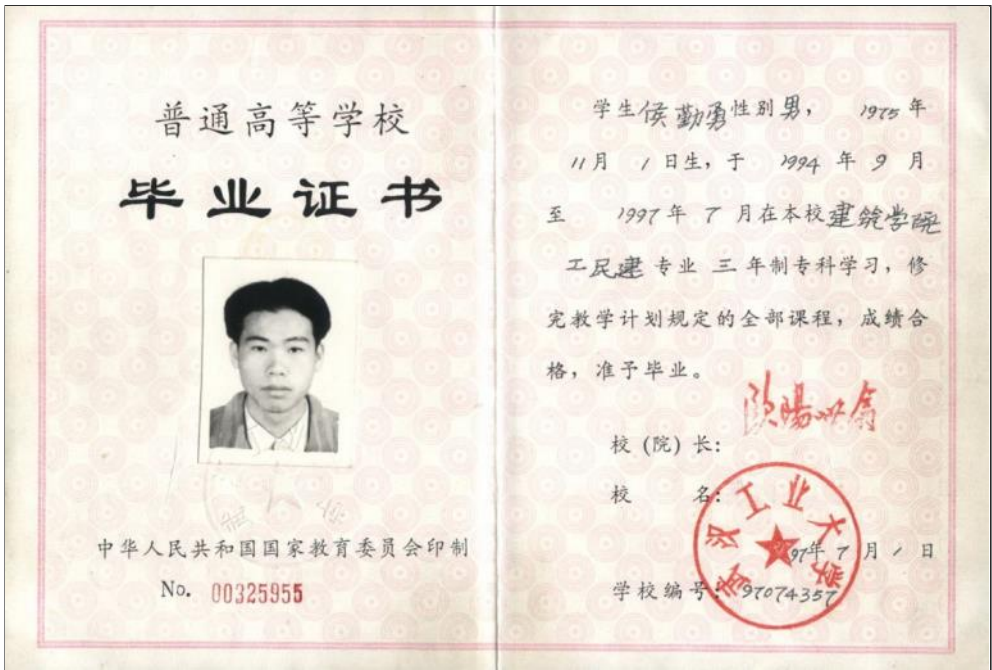 普通高等学校
毕业证书
中华人民共和国国家教育委员会印制
No. 00325955
学生侯勤勇性别男， 1975年
11月 1日生，于 1994年9月
至 1997年7月在本校建筑学院
工民建专业 三年制专科学习，修
完教学计划规定的全部课程，成绩合
格，准予毕业。
校（院）长：
校 名：
武汉工业大学
97年7月1日
学校编号：97074357